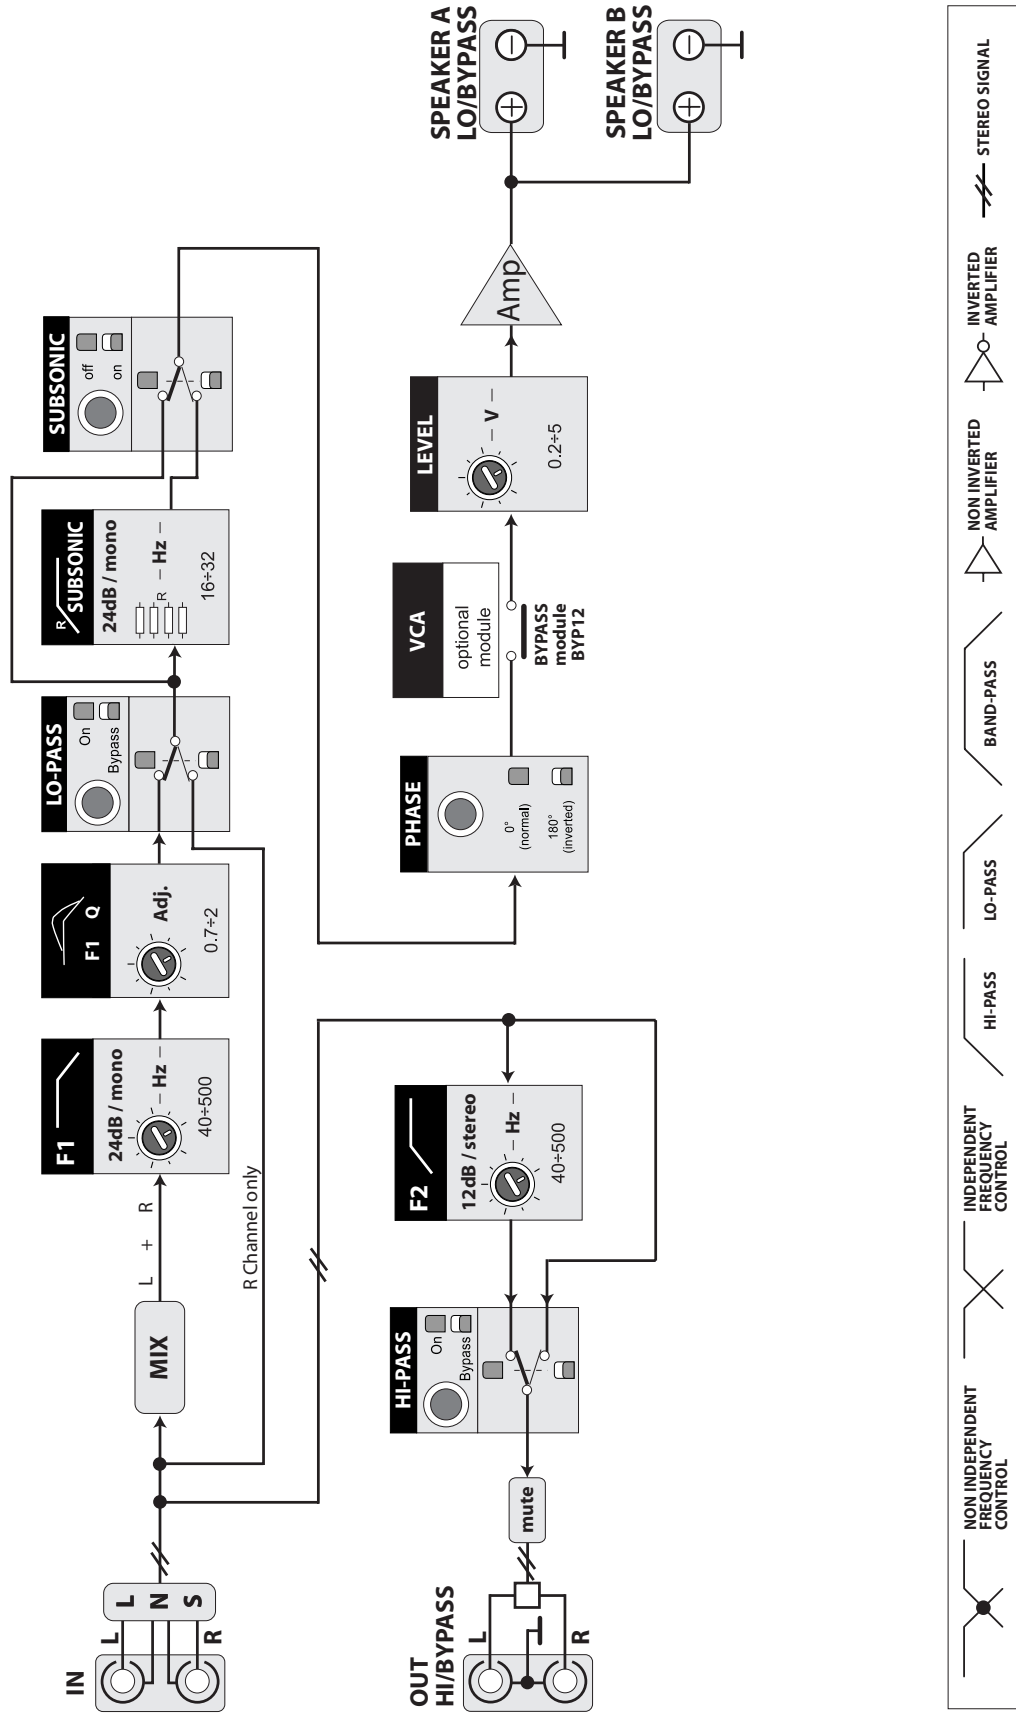 IN
L
R
L
N
S
MIX
L + R
R Channel only
F1
24dB / mono
– Hz –
40÷500
F1 Q
Adj.
0.7÷2
LO-PASS
On
Bypass
R
SUBSONIC
24dB / mono
R
– Hz –
16÷32
SUBSONIC
off
on
OUT
HI/BYPASS
L
R
mute
HI-PASS
On
Bypass
F2
12dB / stereo
– Hz –
40÷500
PHASE
0°
(normal)
180°
(inverted)
VCA
optional
module
BYPASS
module
BYP12
LEVEL
– V –
0.2÷5
Amp
SPEAKER A
LO/BYPASS
SPEAKER B
LO/BYPASS
NON INDEPENDENT
FREQUENCY
CONTROL
INDEPENDENT
FREQUENCY
CONTROL
HI-PASS
LO-PASS
BAND-PASS
NON INVERTED
AMPLIFIER
INVERTED
AMPLIFIER
STEREO SIGNAL